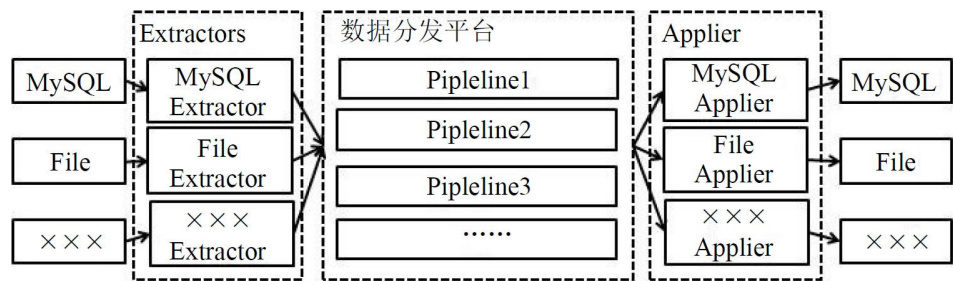 Extractors
数据分发平台
Applier
MySQL
MySQL
Extractor
Pipleline1
MySQL
Applier
MySQL
File
File
Extractor
Pipleline2
File
Applier
File
Pipleline3
×××
×××
Extractor
……
×××
Applier
×××